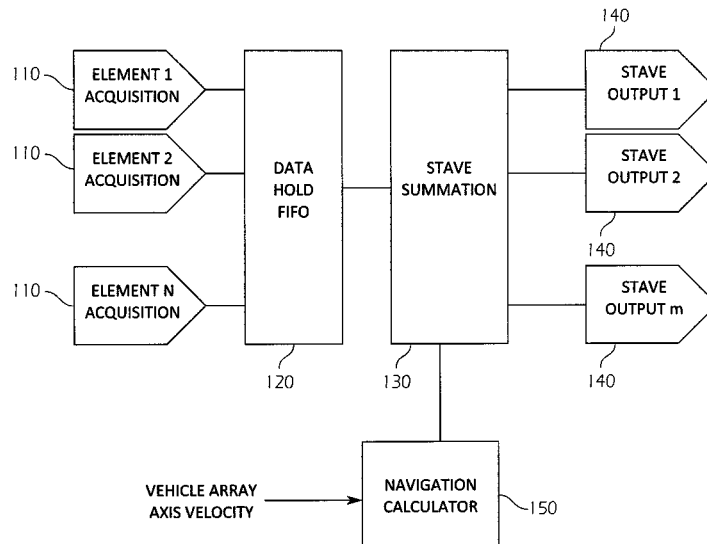 140
110
ELEMENT 1
ACQUISITION
STAVE
OUTPUT 1
110
ELEMENT 2
ACQUISITION
DATA
HOLD
FIFO
STAVE
SUMMATION
STAVE
OUTPUT 2
140
110
ELEMENT N
ACQUISITION
STAVE
OUTPUT m
120
130
140
VEHICLE ARRAY
AXIS VELOCITY
NAVIGATION
CALCULATOR
150